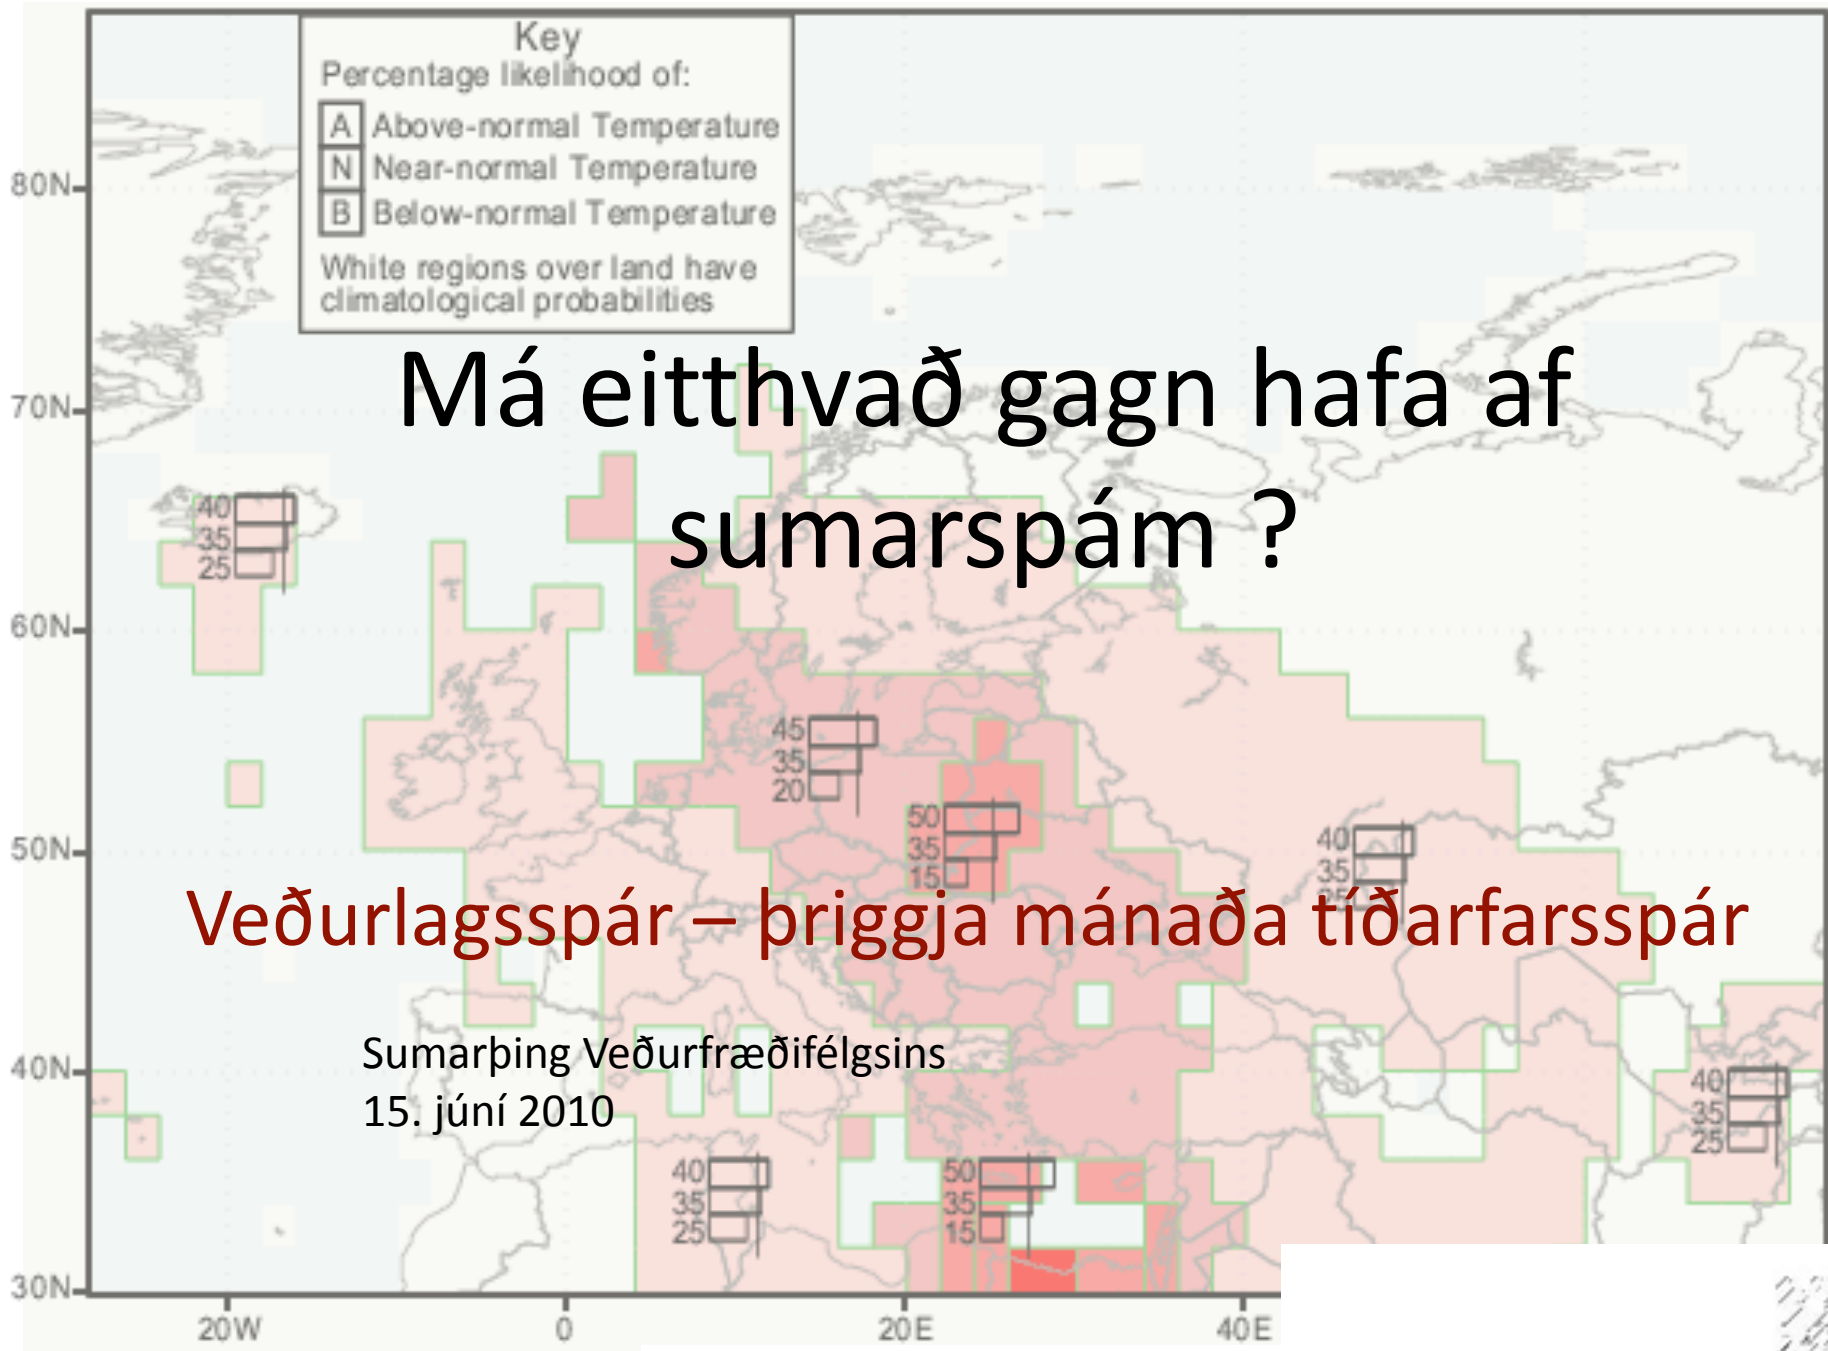 Key
Percentage likelihood of:
A Above-normal Temperature
N Near-normal Temperature
B Below-normal Temperature
White regions over land have
climatological probabilities
80N
70N
Má eitthvað gagn hafa af
sumarspám ?
40
35
25
60N
45
35
20
50
35
15
40
35
25
50N
Veðurlagsspár – þriggja mánaða tíðarfarsspár
Sumarþing Veðurfræðifélgsins
15. júní 2010
40N
40
35
25
40
35
25
50
35
15
30N
20W 0 20E 40E